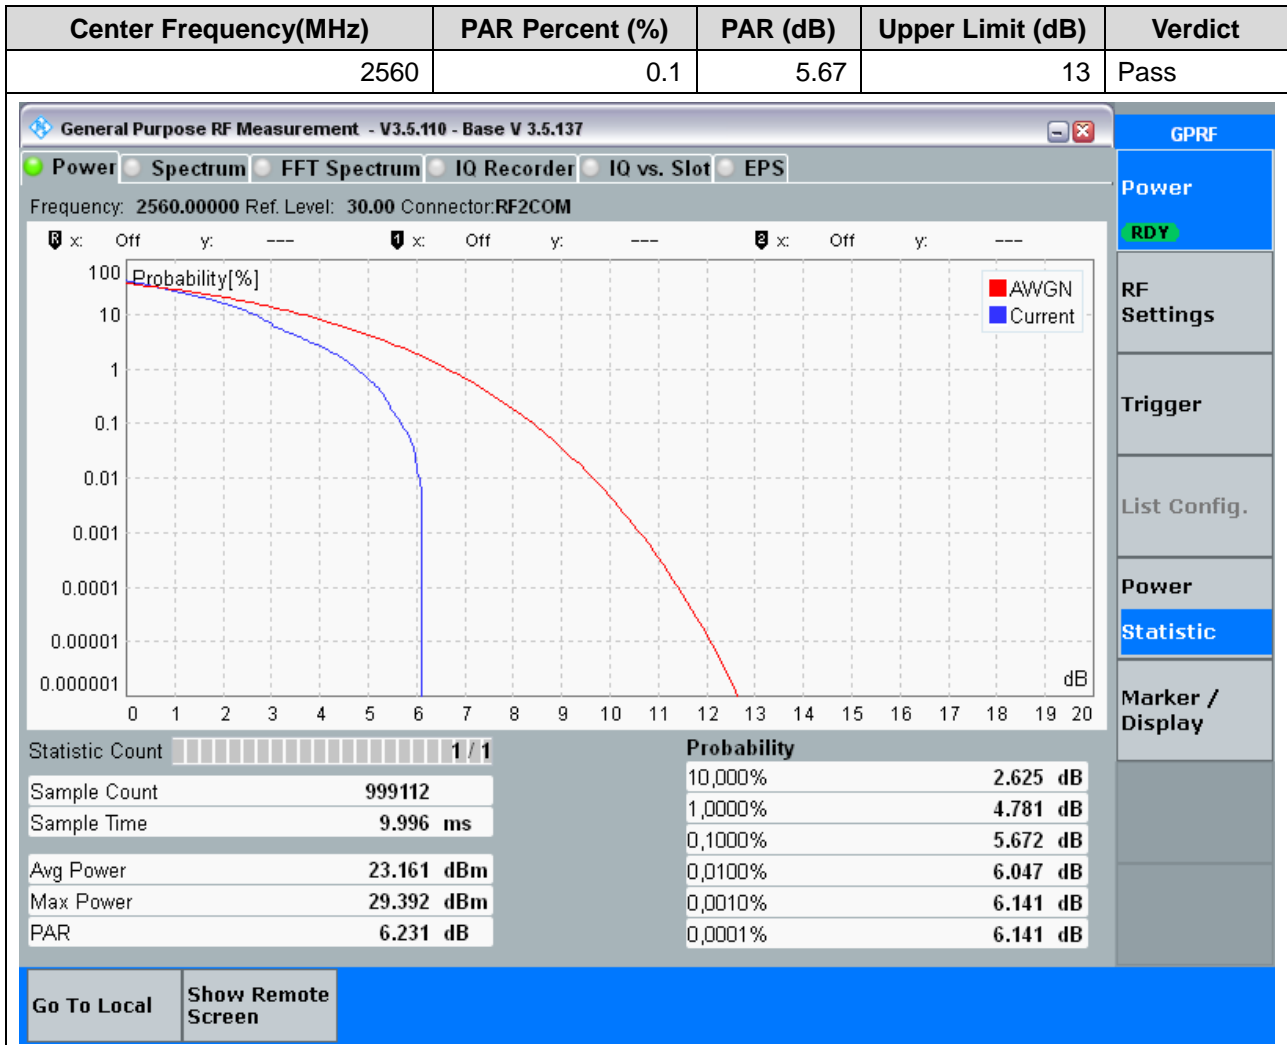 Center Frequency(MHz) PAR Percent (%) PAR (dB) Upper Limit (dB) Verdict
2560 0.1 5.67 13 Pass
General Purpose RF Measurement - V3.5.110 - Base V 3.5.137
GPRF
Power Spectrum FFT Spectrum IQ Recorder IQ vs. Slot EPS
Frequency: 2560.00000 Ref. Level: 30.00 Connector:RF2COM
R x: Off y: --- 1 x: Off y: --- 2 x: Off y: ---
Probability[%]
AWGN
Current
100
10
1
0.1
0.01
0.001
0.0001
0.00001
0.000001
dB
0 1 2 3 4 5 6 7 8 9 10 11 12 13 14 15 16 17 18 19 20
Statistic Count 1 / 1
Sample Count 999112
Sample Time 9.996 ms
Avg Power 23.161 dBm
Max Power 29.392 dBm
PAR 6.231 dB
Probability
10,000% 2.625 dB
1,0000% 4.781 dB
0,1000% 5.672 dB
0,0100% 6.047 dB
0,0010% 6.141 dB
0,0001% 6.141 dB
Power
RDY
RF
Settings
Trigger
List Config.
Power
Statistic
Marker /
Display
Go To Local
Show Remote
Screen